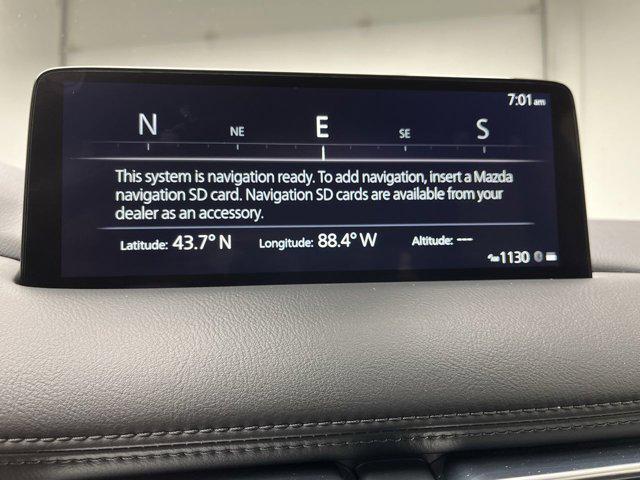 7:01 am
N NE E SE S
This system is navigation ready. To add navigation, insert a Mazda
navigation SD card. Navigation SD cards are available from your
dealer as an accessory.
Latitude: 43.7° N Longitude: 88.4° W Altitude: ---
1130